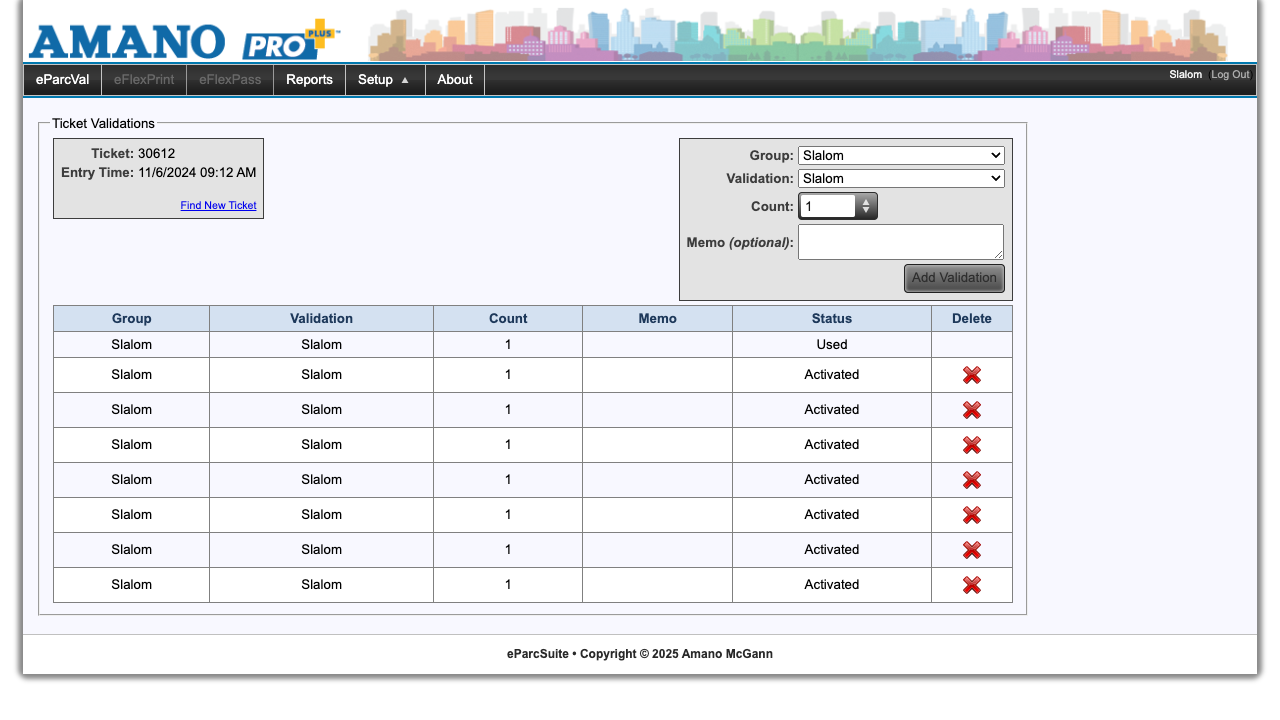 AMANO PRO PLUS ™
eParcVal eFlexPrint eFlexPass Reports Setup ▲ About Slalom (Log Out)
Ticket Validations
Ticket: 30612
Entry Time: 11/6/2024 09:12 AM
Find New Ticket
Group: Slalom
Validation: Slalom
Count: 1
Memo (optional):
Add Validation
Group Validation Count Memo Status Delete
Slalom Slalom 1 Used
Slalom Slalom 1 Activated
Slalom Slalom 1 Activated
Slalom Slalom 1 Activated
Slalom Slalom 1 Activated
Slalom Slalom 1 Activated
Slalom Slalom 1 Activated
Slalom Slalom 1 Activated
eParcSuite • Copyright © 2025 Amano McGann